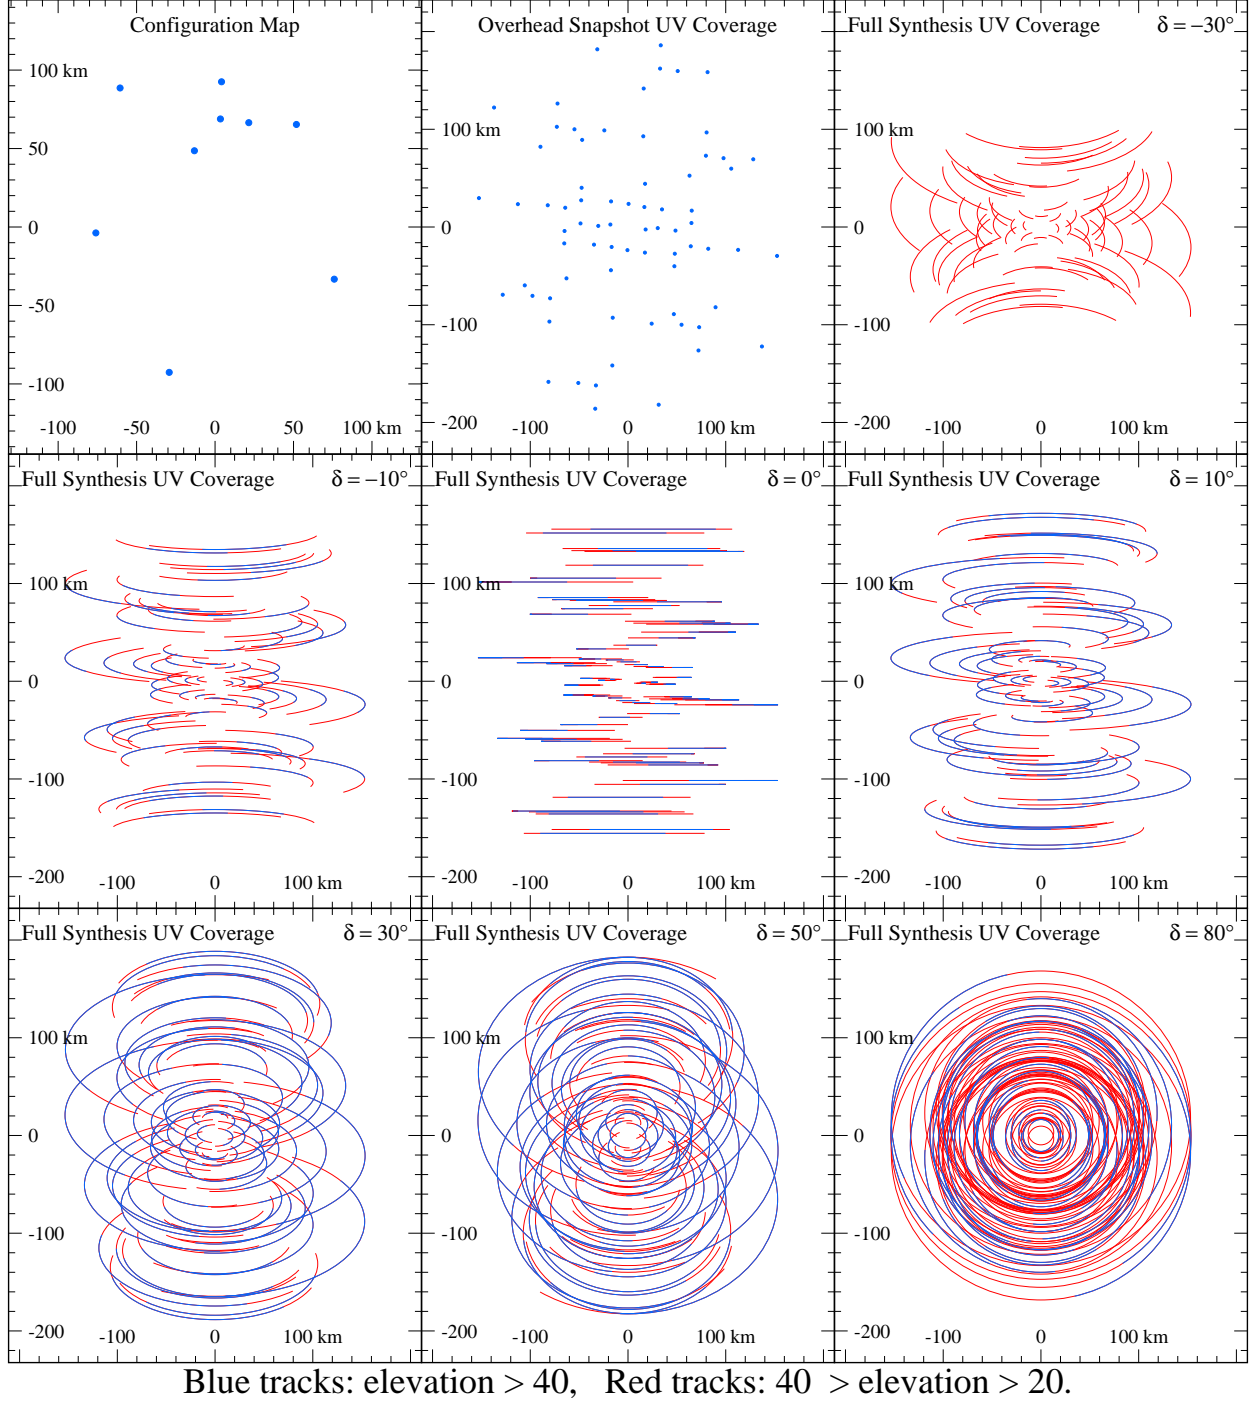 Configuration Map
100 km
50
0
-50
-100
-100 -50 0 50 100 km
Overhead Snapshot UV Coverage
100 km
0
-100
-200
-100 0 100 km
Full Synthesis UV Coverage δ = −30°
100 km
0
-100
-200
-100 0 100 km
Full Synthesis UV Coverage δ = −10°
100 km
0
-100
-200
-100 0 100 km
Full Synthesis UV Coverage δ = 0°
100 km
0
-100
-200
-100 0 100 km
Full Synthesis UV Coverage δ = 10°
100 km
0
-100
-200
-100 0 100 km
Full Synthesis UV Coverage δ = 30°
100 km
0
-100
-200
-100 0 100 km
Full Synthesis UV Coverage δ = 50°
100 km
0
-100
-200
-100 0 100 km
Full Synthesis UV Coverage δ = 80°
100 km
0
-100
-200
-100 0 100 km
Blue tracks: elevation > 40, Red tracks: 40 > elevation > 20.